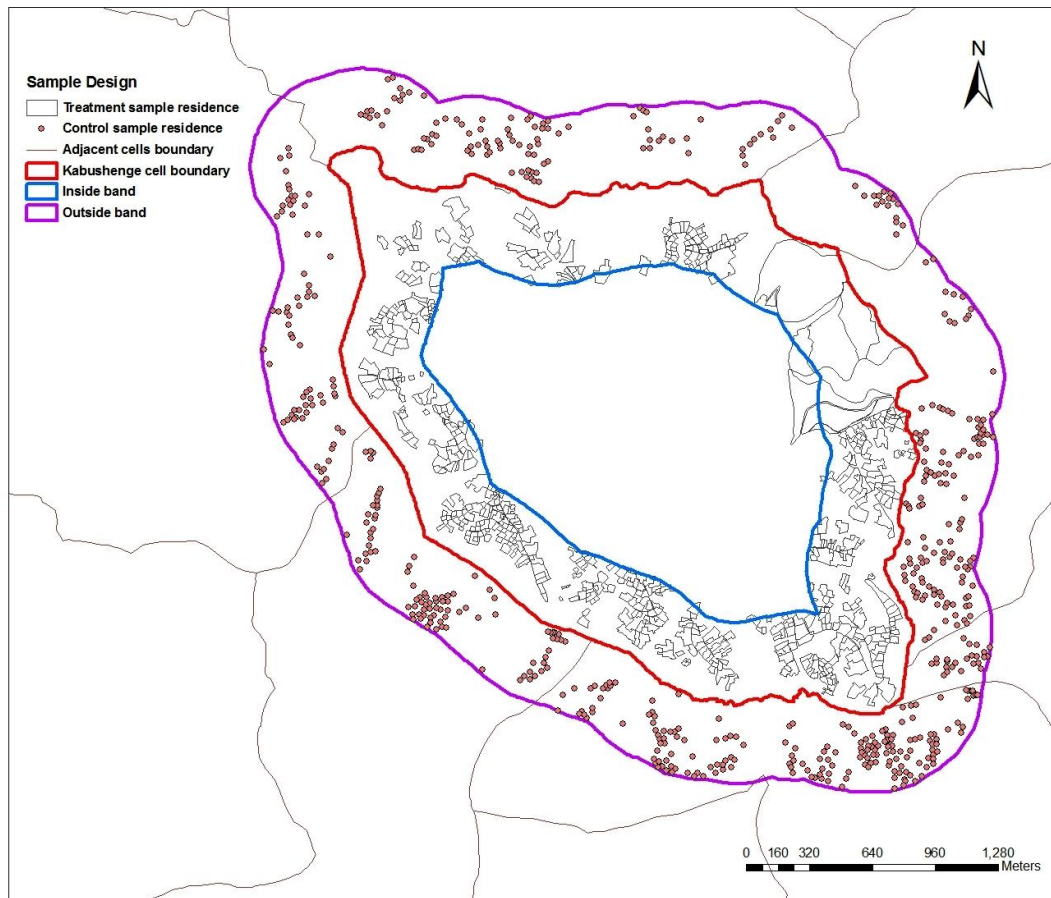 N
Sample Design
Treatment sample residence
Control sample residence
Adjacent cells boundary
Kabushenge cell boundary
Inside band
Outside band
0 160 320 640 960 1,280
Meters